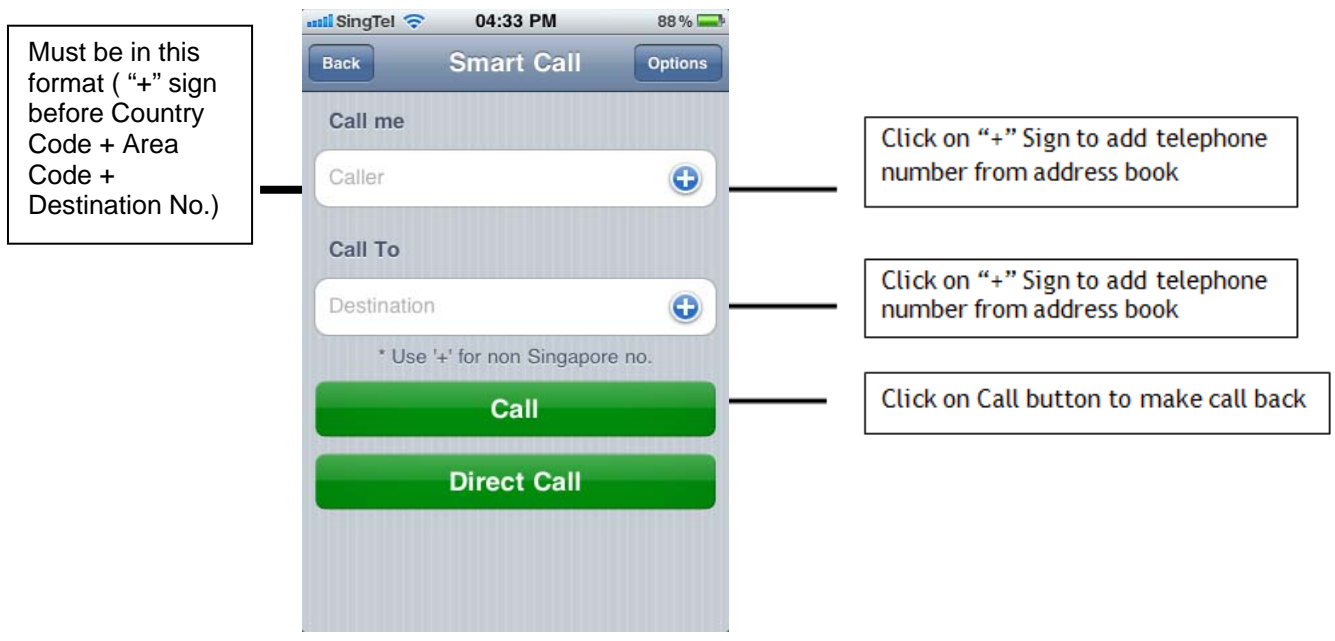 Must be in this
format ( “+” sign
before Country
Code + Area
Code +
Destination No.)
SingTel 04:33 PM 88%
Back Smart Call Options
Call me
Caller
Call To
Destination
* Use '+' for non Singapore no.
Call
Direct Call
Click on “+” Sign to add telephone
number from address book
Click on “+” Sign to add telephone
number from address book
Click on Call button to make call back